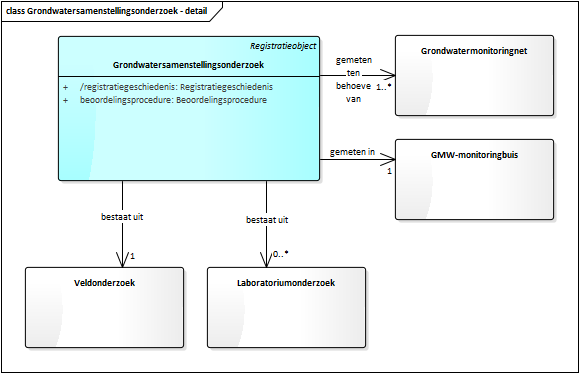 class Grondwatersamenstellingsonderzoek - detail
Registratieobject
Grondwatersamenstellingsonderzoek
+ /registratiegeschiedenis: Registratiegeschiedenis
+ beoordelingsprocedure: Beoordelingsprocedure
gemeten
ten
behoeve
van
1..*
Grondwatermonitoringnet
gemeten in
1
GMW-monitoringbuis
bestaat uit
1
bestaat uit
0..*
Veldonderzoek
Laboratoriumonderzoek